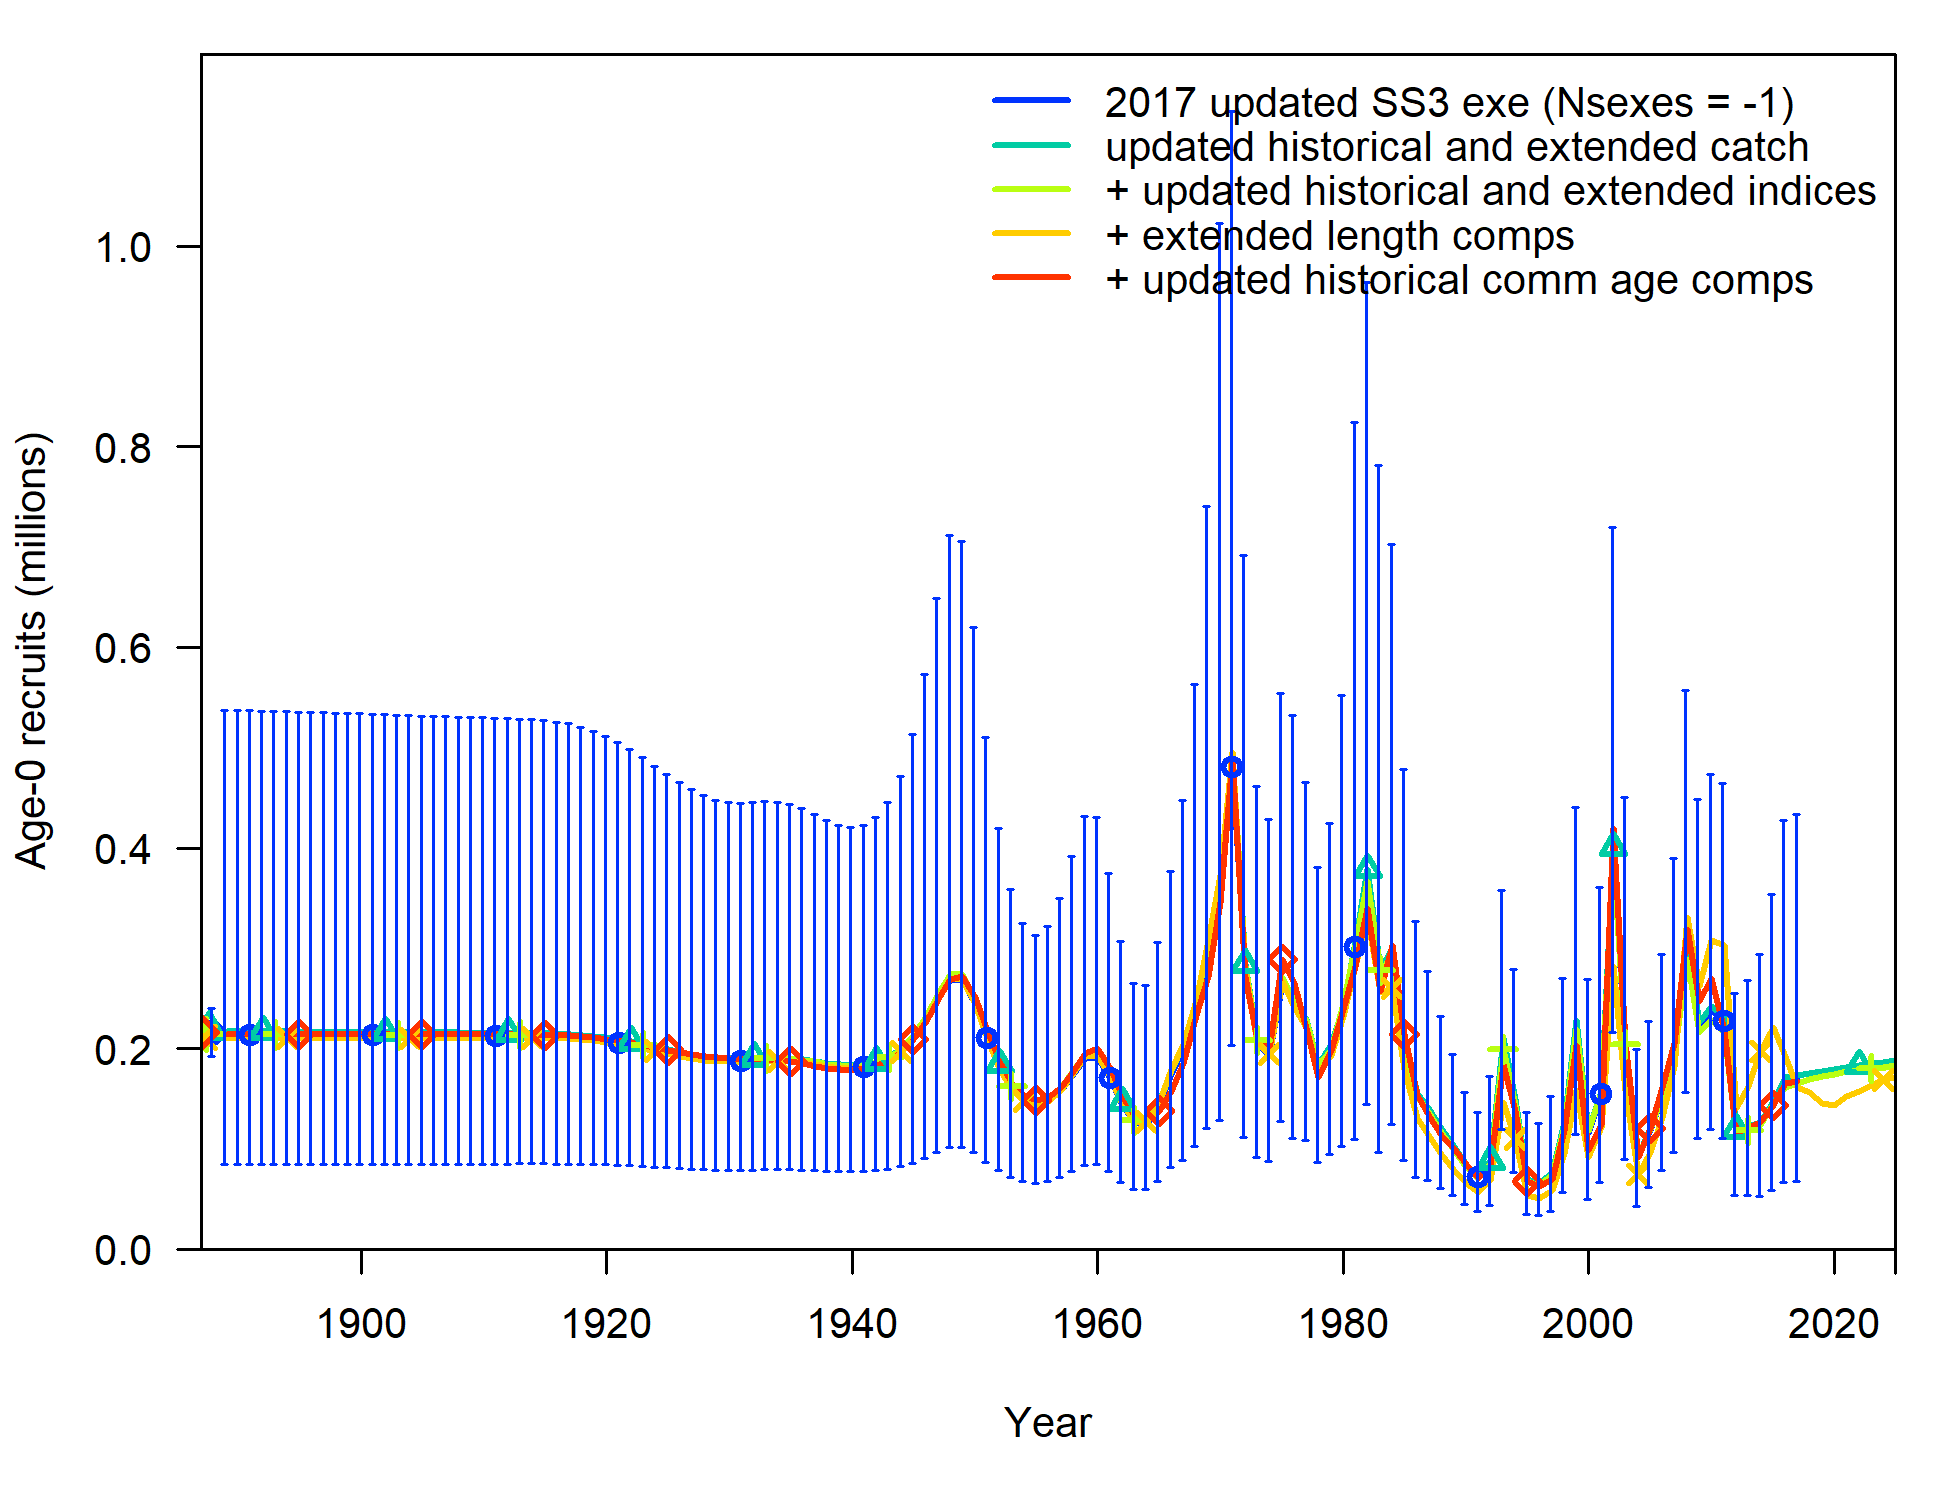 2017 updated SS3 exe (Nsexes = -1)
updated historical and extended catch
+ updated historical and extended indices
+ extended length comps
+ updated historical comm age comps
Age-0 recruits (millions)
1.0
0.8
0.6
0.4
0.2
0.0
1900 1920 1940 1960 1980 2000 2020
Year